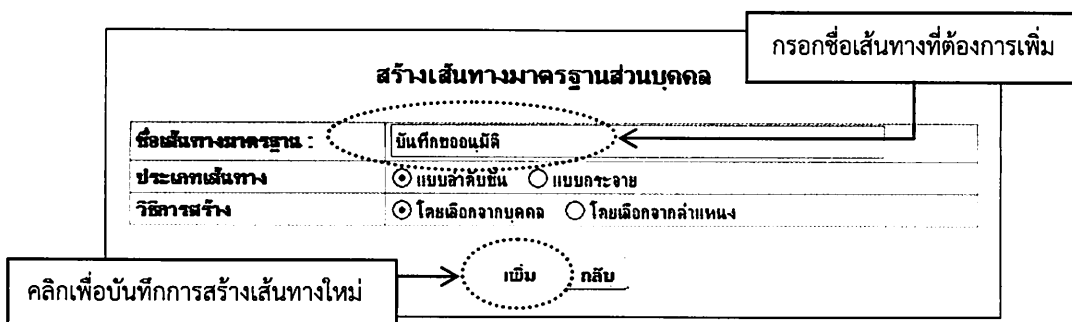 กรอกชื่อเส้นทางที่ต้องการเพิ่ม
สร้างเส้นทางมาตรฐานส่วนบุคคล
ชื่อเส้นทางมาตรฐาน : บันทึกขออนุมัติ
ประเภทเส้นทาง แบบลำดับชั้น แบบกระจาย
วิธีการสร้าง โดยเลือกจากบุคคล โดยเลือกจากตำแหน่ง
เพิ่ม กลับ
คลิกเพื่อบันทึกการสร้างเส้นทางใหม่